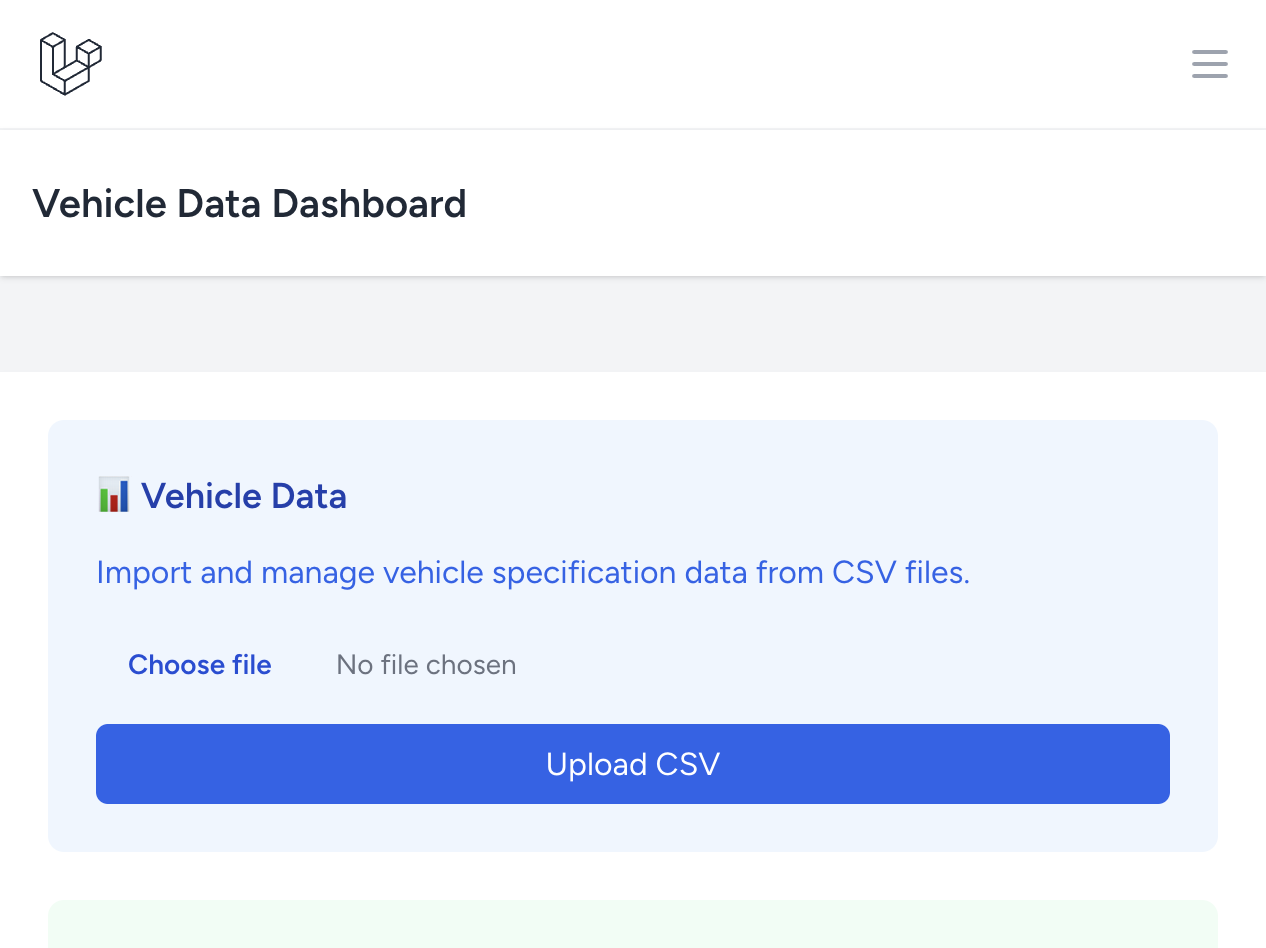 Vehicle Data Dashboard
📊 Vehicle Data
Import and manage vehicle specification data from CSV files.
Choose file No file chosen
Upload CSV